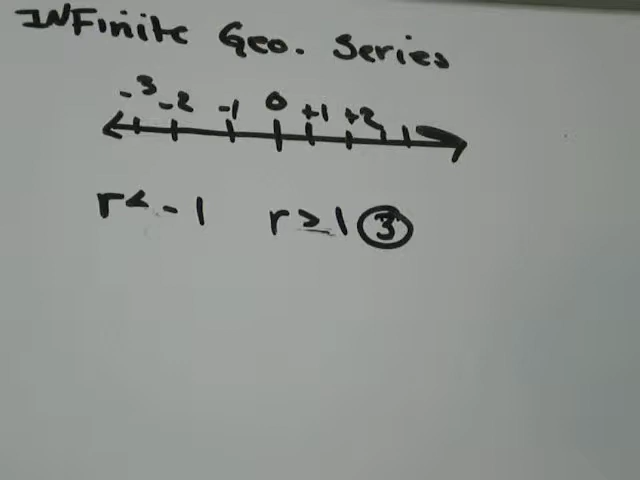 INFinite Geo. Series
-3 -2 -1 0 +1 +2
r < -1 r ≥ 1 3